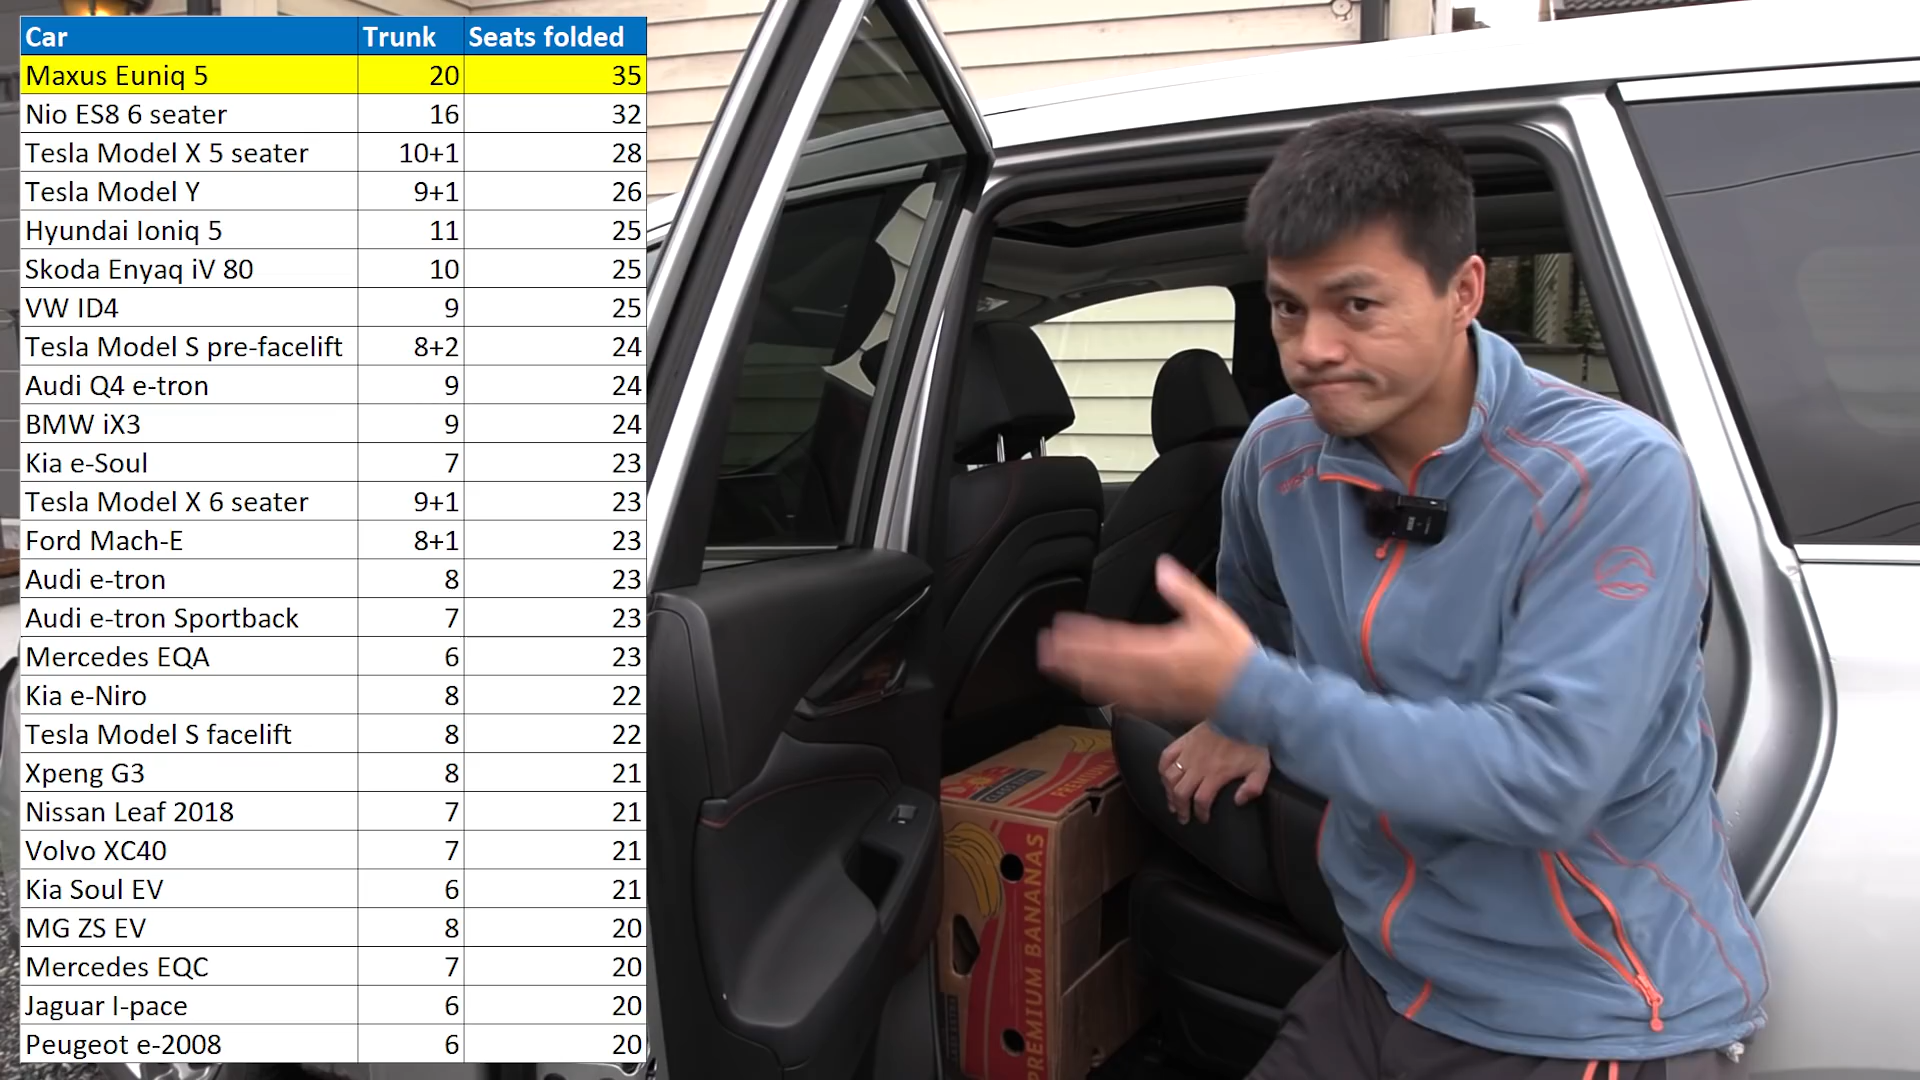 Car Trunk Seats folded
Maxus Euniq 5 20 35
Nio ES8 6 seater 16 32
Tesla Model X 5 seater 10+1 28
Tesla Model Y 9+1 26
Hyundai Ioniq 5 11 25
Skoda Enyaq iV 80 10 25
VW ID4 9 25
Tesla Model S pre-facelift 8+2 24
Audi Q4 e-tron 9 24
BMW iX3 9 24
Kia e-Soul 7 23
Tesla Model X 6 seater 9+1 23
Ford Mach-E 8+1 23
Audi e-tron 8 23
Audi e-tron Sportback 7 23
Mercedes EQA 6 23
Kia e-Niro 8 22
Tesla Model S facelift 8 22
Xpeng G3 8 21
Nissan Leaf 2018 7 21
Volvo XC40 7 21
Kia Soul EV 6 21
MG ZS EV 8 20
Mercedes EQC 7 20
Jaguar I-pace 6 20
Peugeot e-2008 6 20
PREMIUM
PREMIUM BANANAS